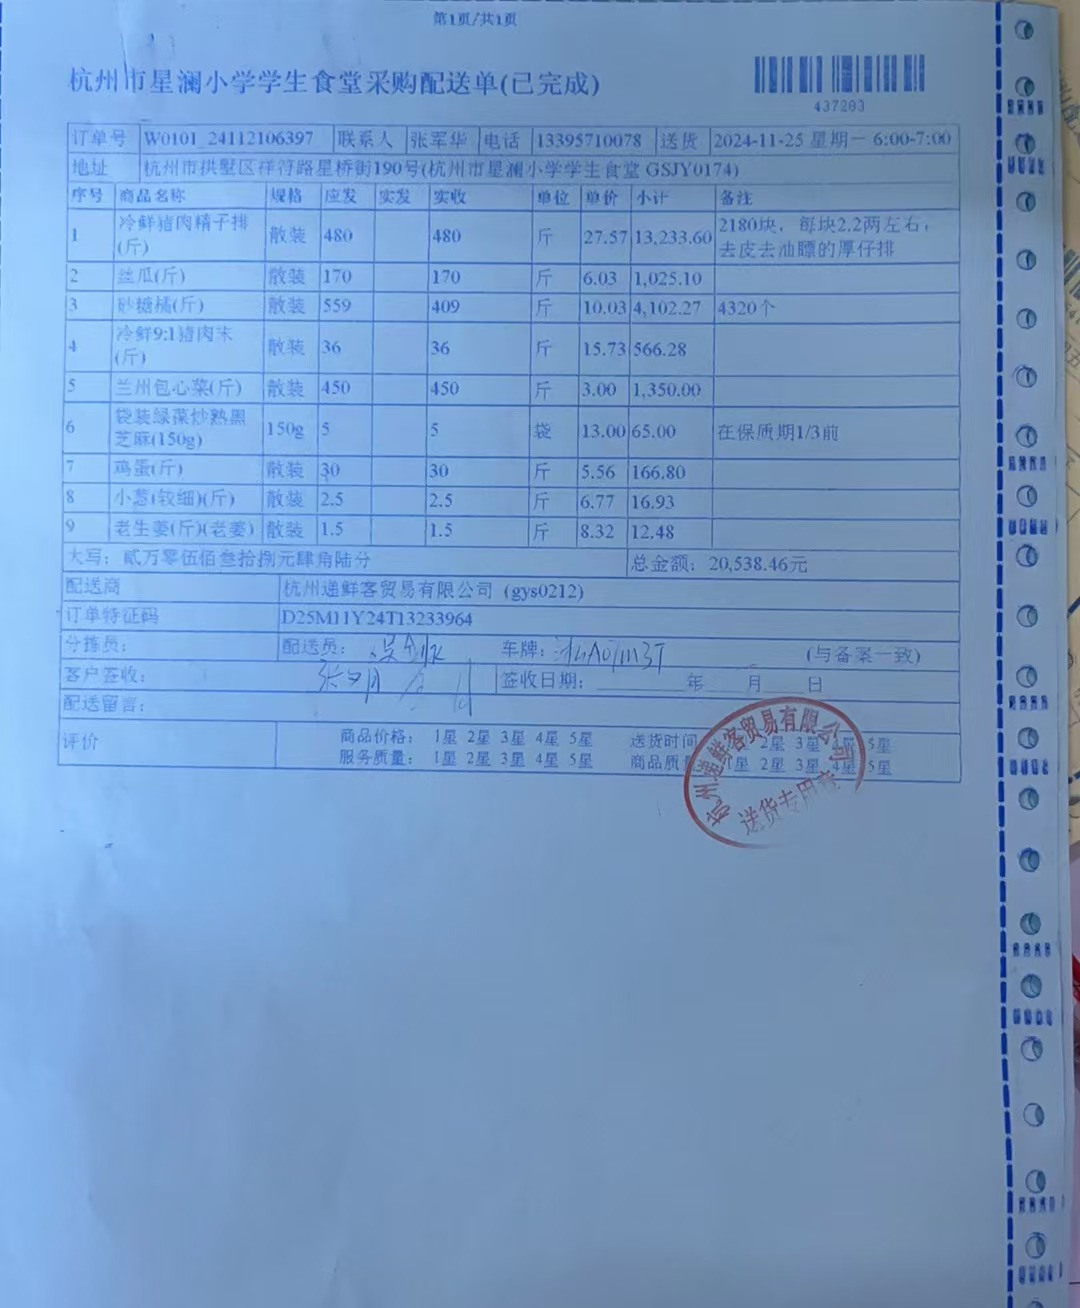 第1页/共1页
杭州市星澜小学学生食堂采购配送单(已完成)
437283
订单号 W0101_24112106397 联系人 张军华 电话 13395710078 送货 2024-11-25 星期一 6:00-7:00
地址 杭州市拱墅区祥符路星桥街190号(杭州市星澜小学学生食堂 GSJY0174)
序号 商品名称 规格 应发 实发 实收 单位 单价 小计 备注
1 冷鲜猪肉精子排(斤) 散装 480 480 斤 27.57 13,233.60 2180块，每块2.2两左右，去皮去油膘的厚仔排
2 丝瓜(斤) 散装 170 170 斤 6.03 1,025.10
3 砂糖橘(斤) 散装 559 409 斤 10.03 4,102.27 4320个
4 冷鲜9:1猪肉末(斤) 散装 36 36 斤 15.73 566.28
5 兰州包心菜(斤) 散装 450 450 斤 3.00 1,350.00
6 袋装绿葆炒熟黑芝麻(150g) 150g 5 5 袋 13.00 65.00 在保质期1/3前
7 鸡蛋(斤) 散装 30 30 斤 5.56 166.80
8 小葱(较细)(斤) 散装 2.5 2.5 斤 6.77 16.93
9 老生姜(斤)(老姜) 散装 1.5 1.5 斤 8.32 12.48
大写：贰万零伍佰叁拾捌元肆角陆分 总金额：20,538.46元
配送商 杭州递鲜客贸易有限公司 (gys0212)
订单特征码 D25M11Y24T13233964
分拣员： 配送员： 车牌： (与备案一致)
客户签收： 签收日期： 年 月 日
配送留言：
评价 商品价格： 1星 2星 3星 4星 5星 送货时间 2星 3星 4星 5星
服务质量： 1星 2星 3星 4星 5星 商品质量 1星 2星 3星 4星 5星
杭州递鲜客贸易有限公司
送货专用章